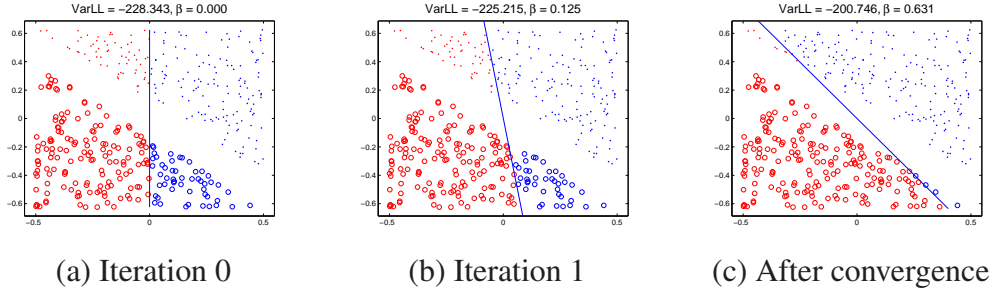 VarLL = −228.343, β = 0.000
0.6
0.4
0.2
0
−0.2
−0.4
−0.6
−0.5 0 0.5
(a) Iteration 0
VarLL = −225.215, β = 0.125
0.6
0.4
0.2
0
−0.2
−0.4
−0.6
−0.5 0 0.5
(b) Iteration 1
VarLL = −200.746, β = 0.631
0.6
0.4
0.2
0
−0.2
−0.4
−0.6
−0.5 0 0.5
(c) After convergence